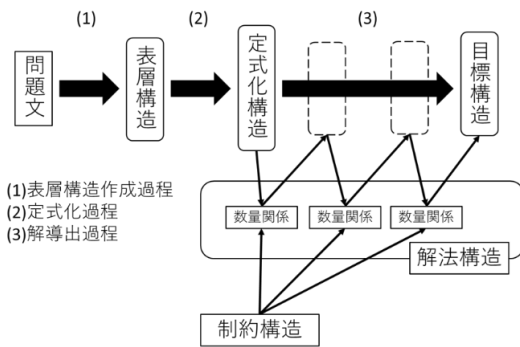 (1)
(2)
(3)
問題文
表層構造
定式化構造
目標構造
(1)表層構造作成過程
(2)定式化過程
(3)解導出過程
数量関係
数量関係
数量関係
解法構造
制約構造